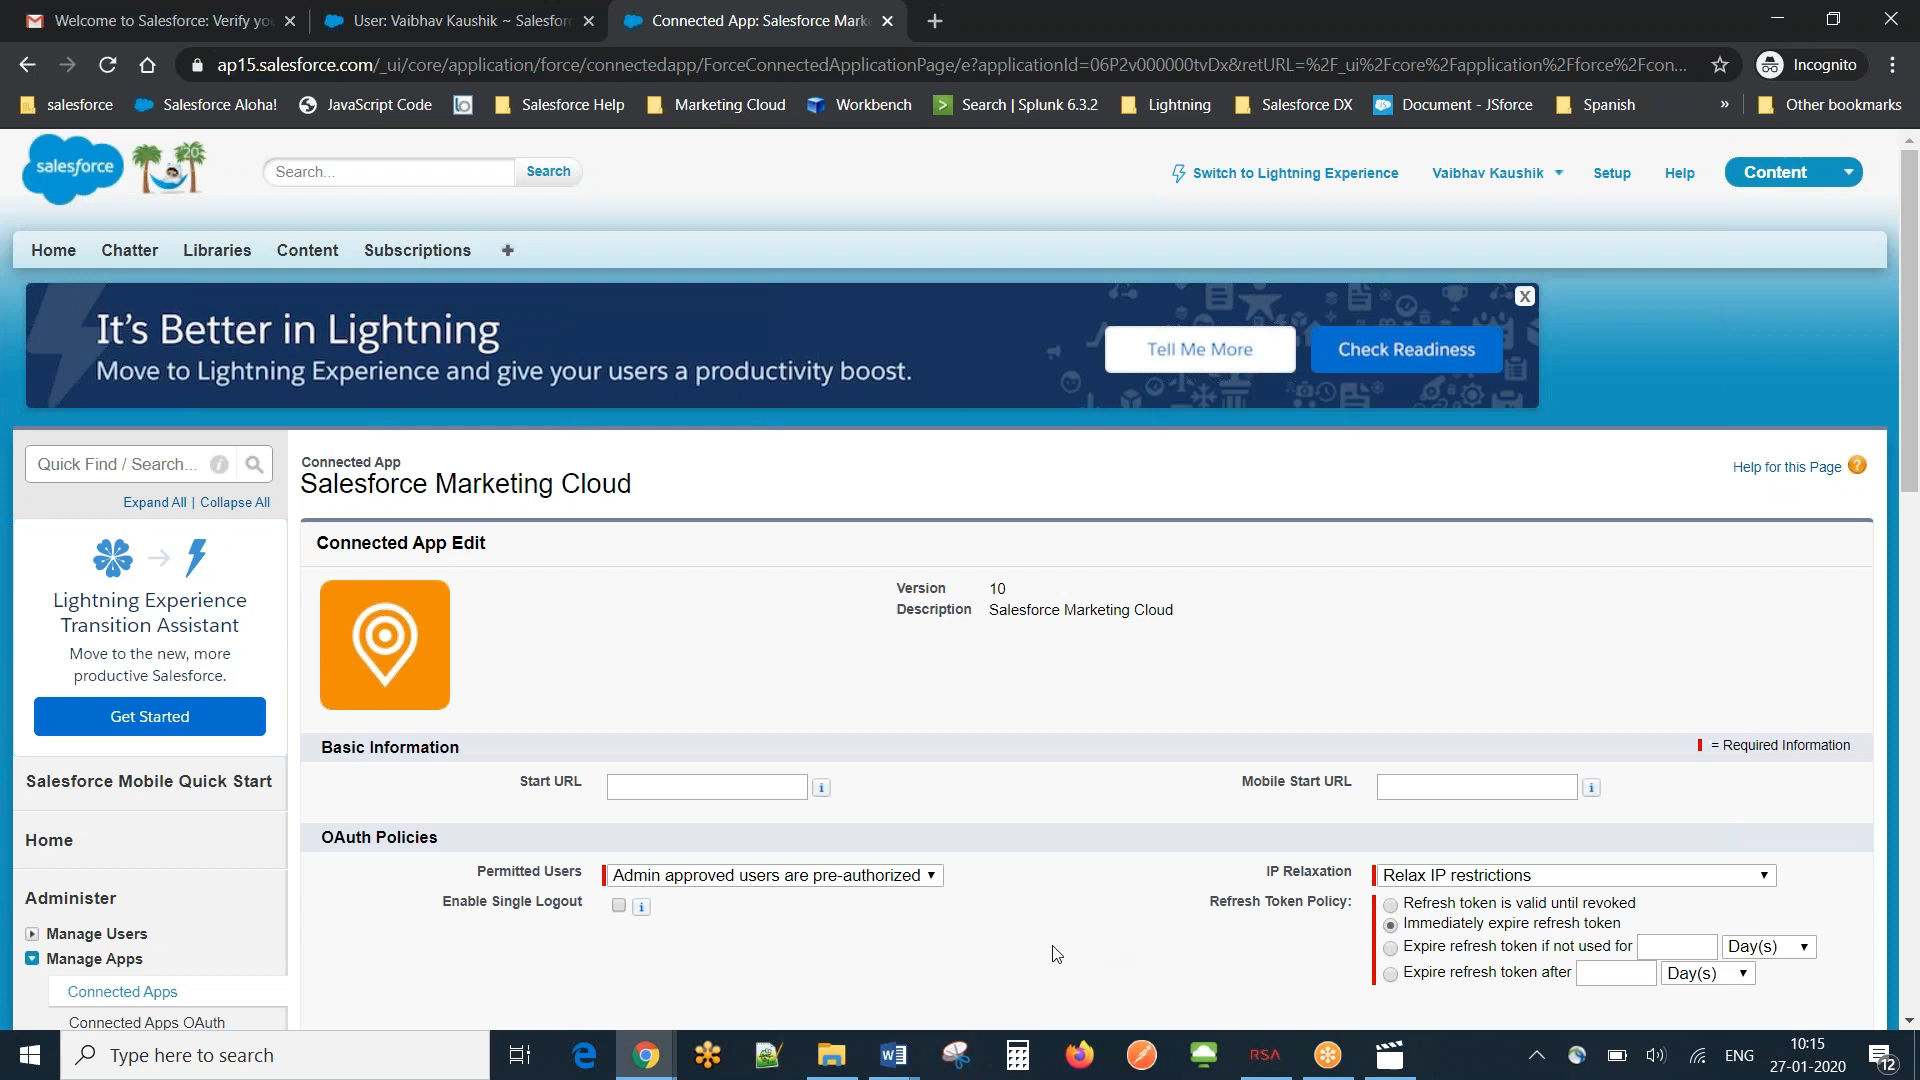 Welcome to Salesforce: Verify yo
User: Vaibhav Kaushik ~ Salesfor
Connected App: Salesforce Mark
ap15.salesforce.com/_ui/core/application/force/connectedapp/ForceConnectedApplicationPage/e?applicationId=06P2v000000tvDx&retURL=%2F_ui%2Fcore%2Fapplication%2Fforce%2Fcon...
Incognito
salesforce
Salesforce Aloha!
JavaScript Code
Salesforce Help
Marketing Cloud
Workbench
Search | Splunk 6.3.2
Lightning
Salesforce DX
Document - JSforce
Spanish
»
Other bookmarks
salesforce
20
Search...
Search
Switch to Lightning Experience
Vaibhav Kaushik
Setup
Help
Content
Home
Chatter
Libraries
Content
Subscriptions
It's Better in Lightning
Move to Lightning Experience and give your users a productivity boost.
Tell Me More
Check Readiness
X
Quick Find / Search...
Expand All | Collapse All
Lightning Experience
Transition Assistant
Move to the new, more
productive Salesforce.
Get Started
Salesforce Mobile Quick Start
Home
Administer
Manage Users
Manage Apps
Connected Apps
Connected Apps OAuth
Connected App
Salesforce Marketing Cloud
Help for this Page ?
Connected App Edit
Version 10
Description Salesforce Marketing Cloud
Basic Information
= Required Information
Start URL
Mobile Start URL
OAuth Policies
Permitted Users Admin approved users are pre-authorized
IP Relaxation Relax IP restrictions
Enable Single Logout
Refresh Token Policy: Refresh token is valid until revoked
Immediately expire refresh token
Expire refresh token if not used for Day(s)
Expire refresh token after Day(s)
Type here to search
RSA
ENG
10:15
27-01-2020
12